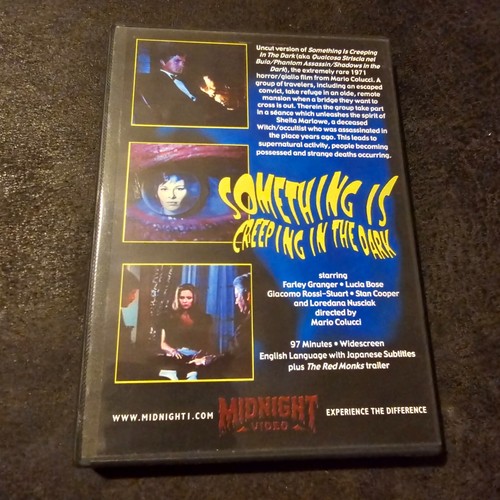 Uncut version of Something Is Creeping
In The Dark (aka Qualcosa Striscia nel
Buio/Phantom Assassin/Shadows in the
Dark), the extremely rare 1971
horror/giallo film from Mario Colucci. A
group of travelers, including an escaped
convict, take refuge in an olde, remote
mansion when a bridge they want to
cross is out. Therein the group take part
in a séance which unleashes the spirit of
Sheila Marlowe, a deceased
Witch/occultist who was assassinated in
the place years ago. This leads to
supernatural activity, people becoming
possessed and strange deaths occurring.
SOMETHING IS
CREEPING IN THE DARK
starring
Farley Granger • Lucia Bose
Giacomo Rossi-Stuart • Stan Cooper
and Loredana Nusciak
directed by
Mario Colucci
97 Minutes • Widescreen
English Language with Japanese Subtitles
plus The Red Monks trailer
WWW.MIDNIGHT1.COM MIDNIGHT VIDEO EXPERIENCE THE DIFFERENCE